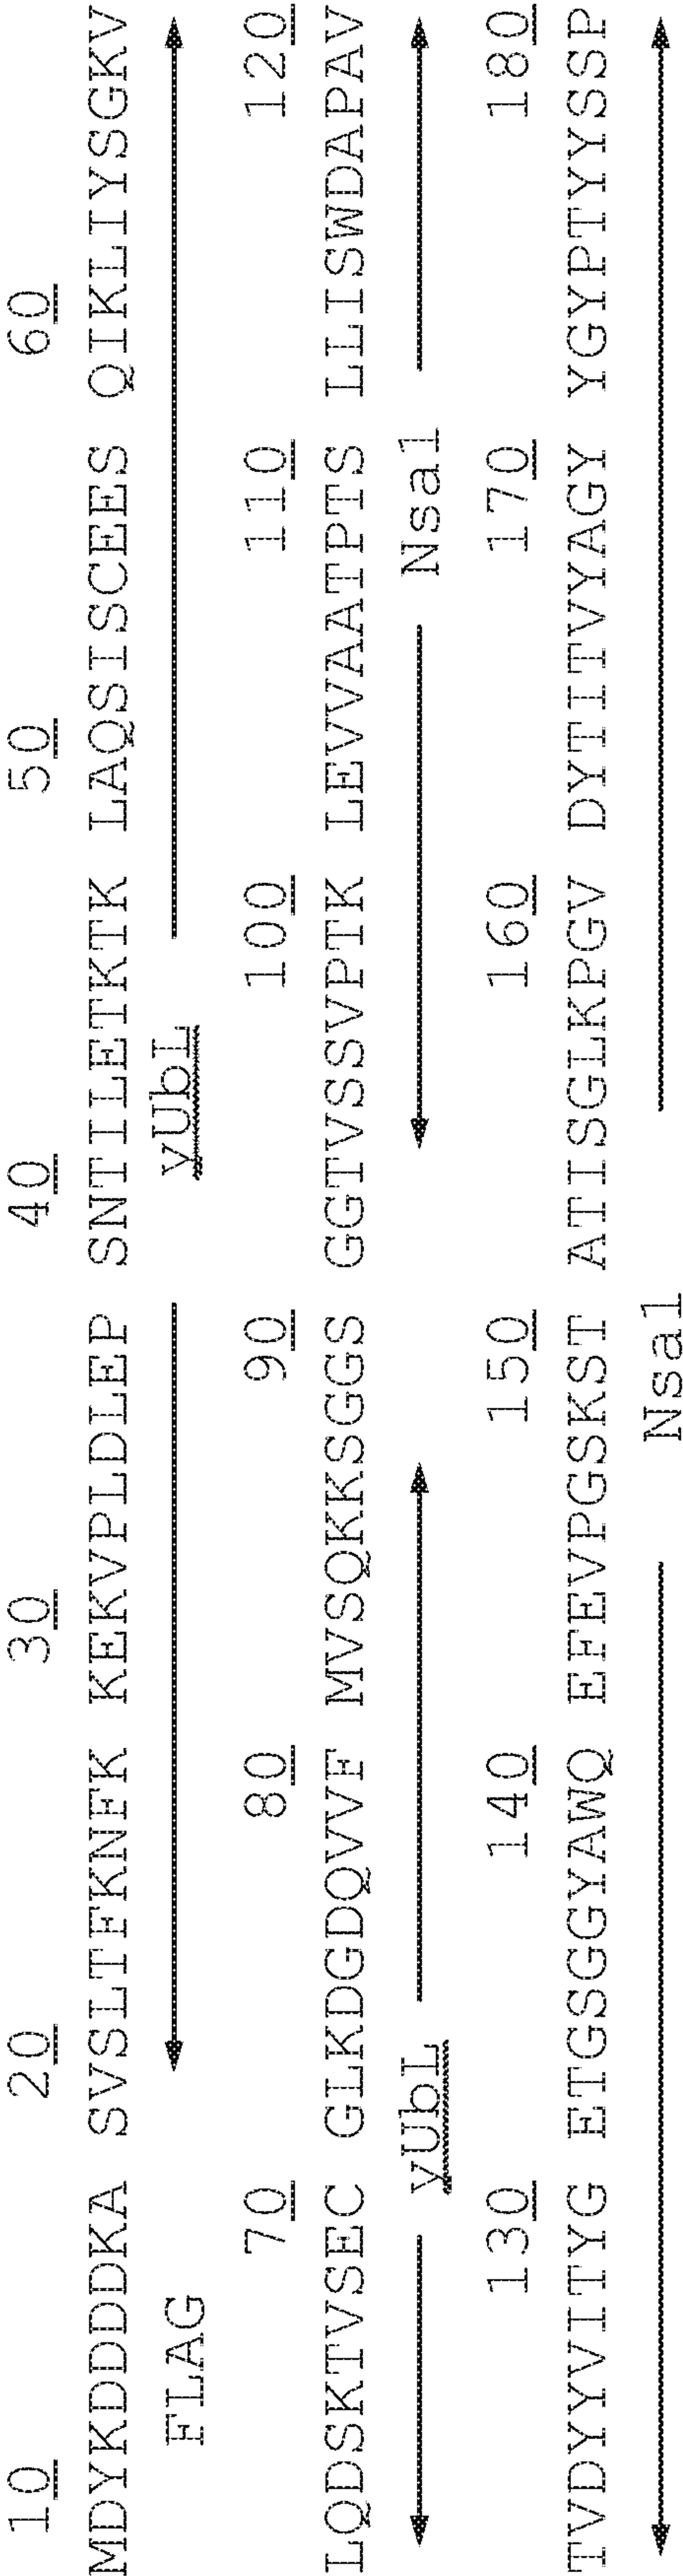 10 20 30 40 50 60
MDYKDDDDKA SVSLTFKNFK KEKVPLDLEP SNTILETKTK LAQSISCEES QIKLIYSGKV
FLAG yUbL
70 80 90 100 110 120
LQDSKTVSEC GLKDGDQVVF MVSQKKSGGS GGTVSSVPTK LEVVAATPTS LLISWDAPAV
yUbL Nsa1
130 140 150 160 170 180
TVDYYVITYG ETGSGGYAWQ EFEVPGSKST ATISGLKPGV DYTITVYAGY YGYPTYYSSP
Nsa1